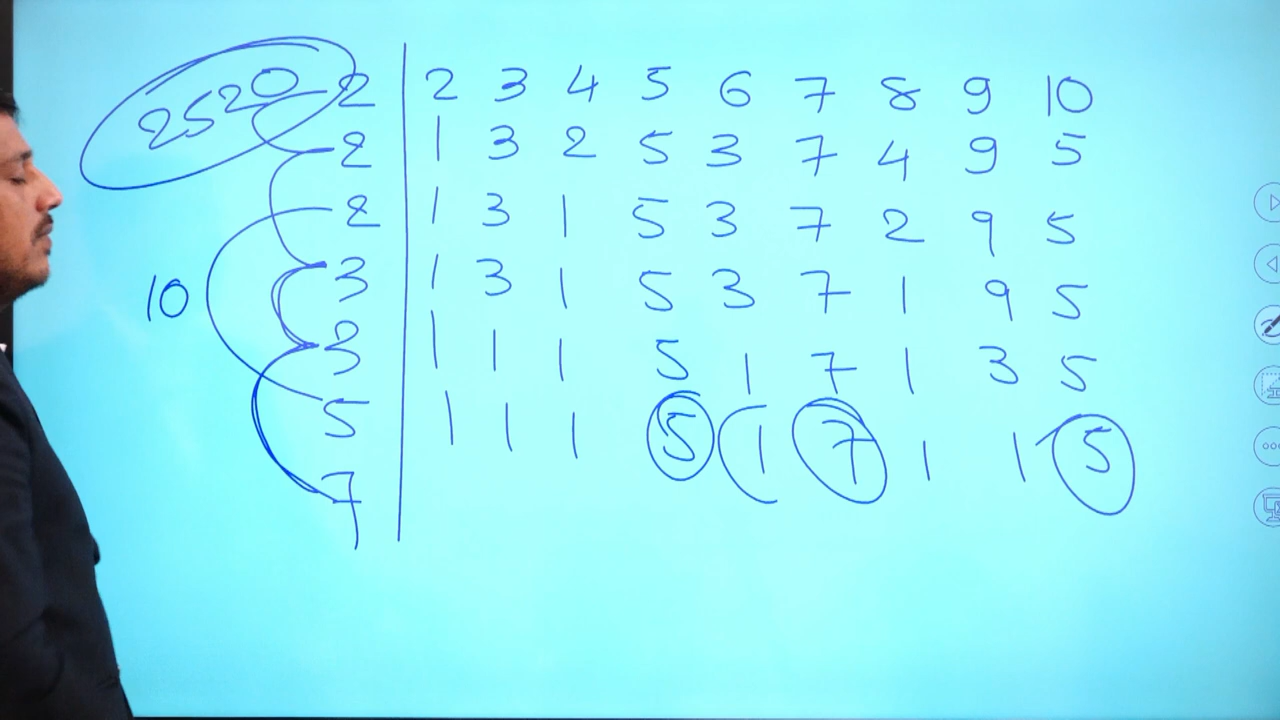 2520 2 2 3 4 5 6 7 8 9 10
2 1 3 2 5 3 7 4 9 5
2 1 3 1 5 3 7 2 9 5
10 3 1 3 1 5 3 7 1 9 5
3 1 1 1 5 1 7 1 3 5
5 1 1 1 5 1 7 1 1 5
7